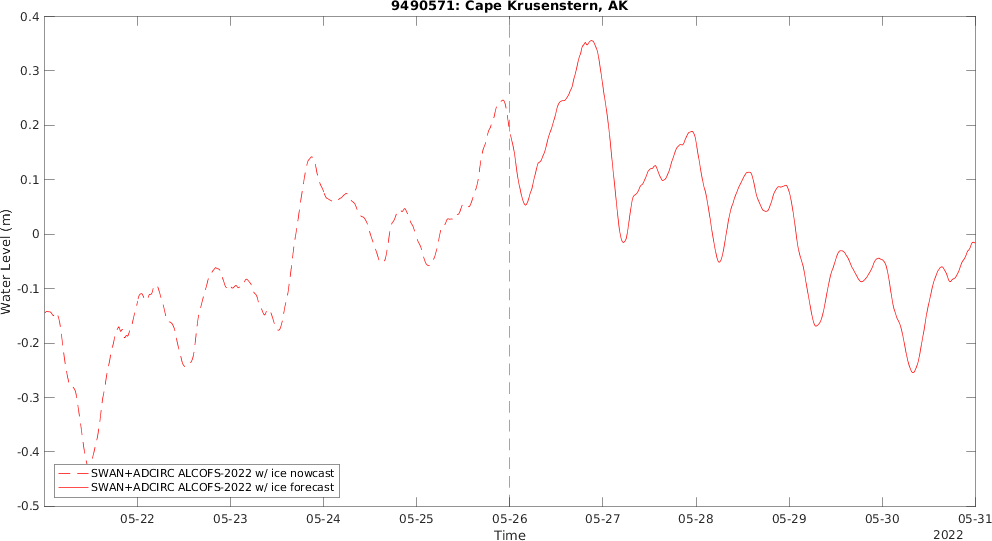 9490571: Cape Krusenstern, AK
0.4
0.3
0.2
0.1
0
-0.1
-0.2
-0.3
-0.4
-0.5
Water Level (m)
SWAN+ADCIRC ALCOFS-2022 w/ ice nowcast
SWAN+ADCIRC ALCOFS-2022 w/ ice forecast
05-22 05-23 05-24 05-25 05-26 05-27 05-28 05-29 05-30 05-31
Time
2022